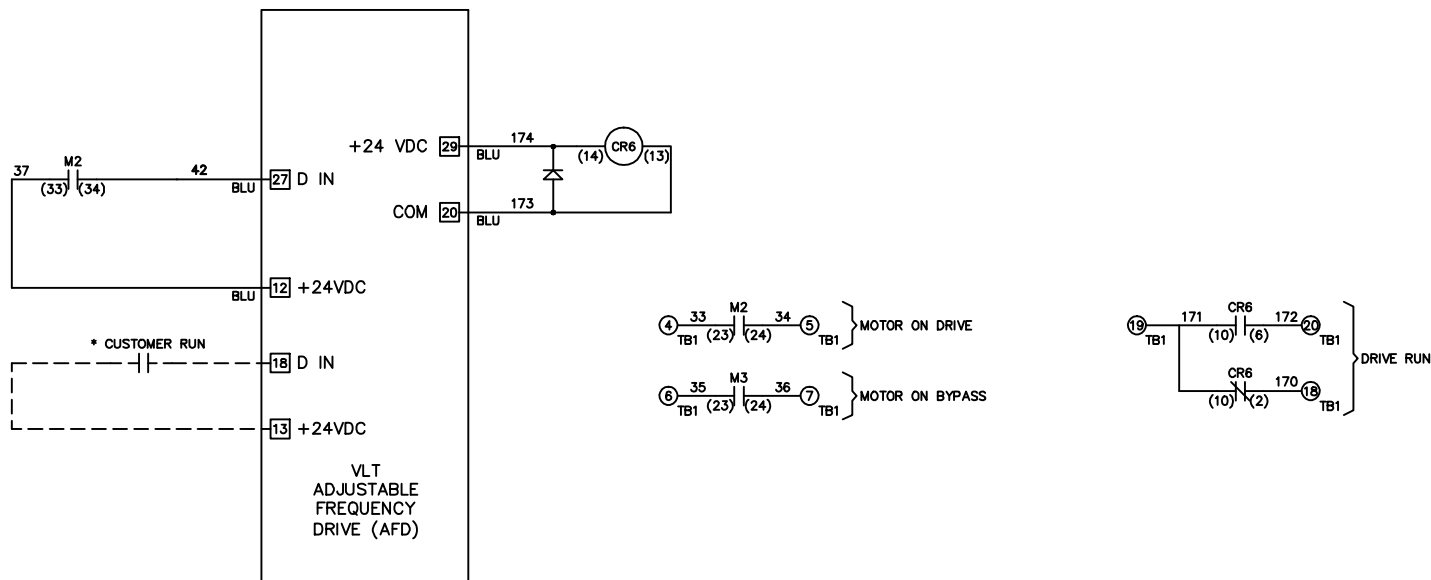 +24 VDC 29 174 BLU (14) CR6 (13)
37 M2 (33) (34) 42 BLU 27 D IN
COM 20 173 BLU
BLU 12 +24VDC
* CUSTOMER RUN
18 D IN
13 +24VDC
VLT
ADJUSTABLE
FREQUENCY
DRIVE (AFD)
4 TB1 33 M2 (23) (24) 34 5 TB1 MOTOR ON DRIVE
6 TB1 35 M3 (23) (24) 36 7 TB1 MOTOR ON BYPASS
19 TB1 171 CR6 (10) (6) 172 20 TB1
DRIVE RUN
CR6 (10) (2) 170 18 TB1